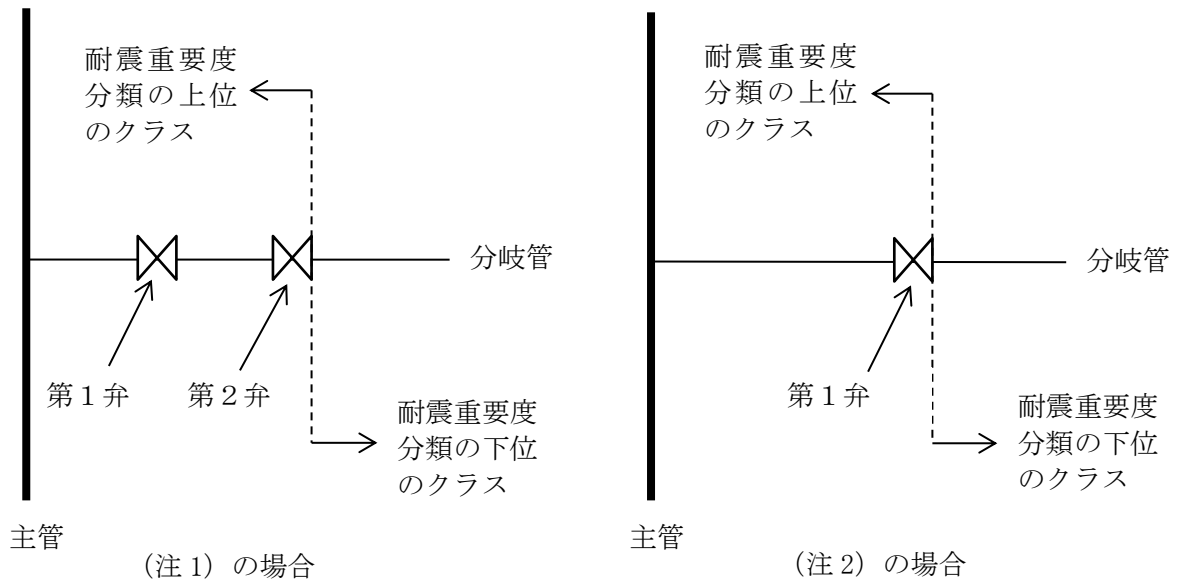 耐震重要度
分類の上位
のクラス
分岐管
第１弁
第２弁
耐震重要度
分類の下位
のクラス
主管
（注 1）の場合
耐震重要度
分類の上位
のクラス
分岐管
第１弁
耐震重要度
分類の下位
のクラス
主管
（注 2）の場合